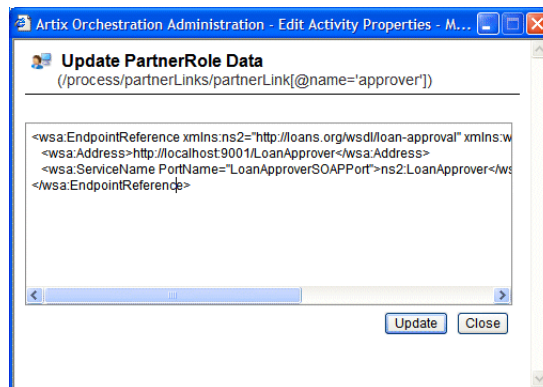 Artix Orchestration Administration - Edit Activity Properties - M...
Update PartnerRole Data
(/process/partnerLinks/partnerLink[@name='approver'])
<wsa:EndpointReference xmlns:ns2="http://loans.org/wsdl/loan-approval" xmlns:w
<wsa:Address>http://localhost:9001/LoanApprover</wsa:Address>
<wsa:ServiceName PortName="LoanApproverSOAPPort">ns2:LoanApprover</ws
</wsa:EndpointReference>
Update Close